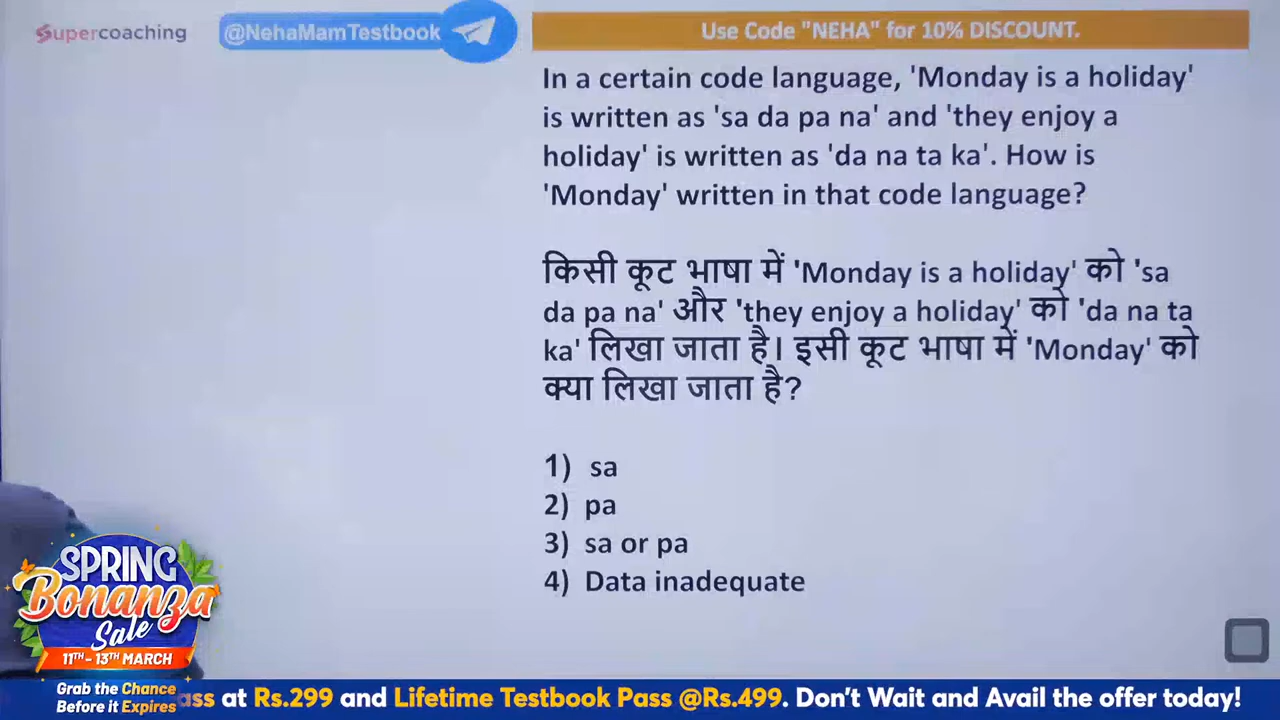 Supercoaching
@NehaMamTestbook
Use Code "NEHA" for 10% DISCOUNT.
In a certain code language, 'Monday is a holiday'
is written as 'sa da pa na' and 'they enjoy a
holiday' is written as 'da na ta ka'. How is
'Monday' written in that code language?
किसी कूट भाषा में 'Monday is a holiday' को 'sa
da pa na' और 'they enjoy a holiday' को 'da na ta
ka' लिखा जाता है। इसी कूट भाषा में 'Monday' को
क्या लिखा जाता है?
1) sa
2) pa
3) sa or pa
4) Data inadequate
SPRING
Bonanza
Sale
11TH - 13TH MARCH
Grab the Chance
Before it Expires
ass at Rs.299 and Lifetime Testbook Pass @Rs.499. Don't Wait and Avail the offer today!